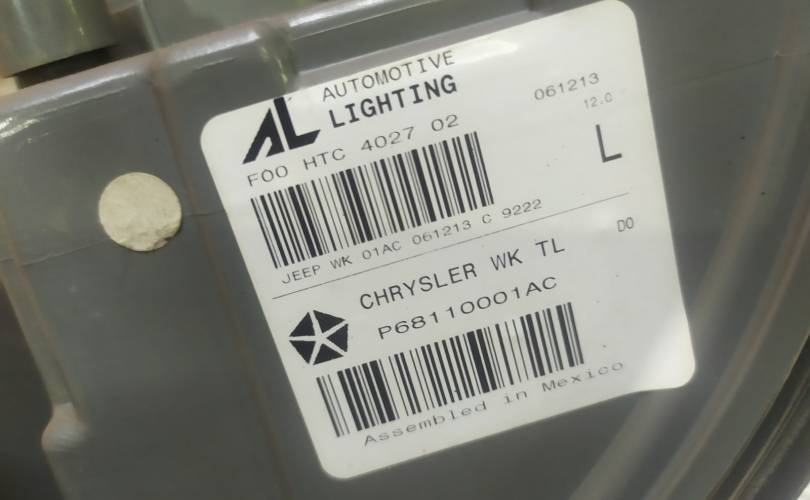 AL AUTOMOTIVE
LIGHTING
061213
12.0
F00 HTC 4027 02
L
JEEP WK 01AC 061213 C 9222
D0
CHRYSLER WK TL
P68110001AC
Assembled in Mexico